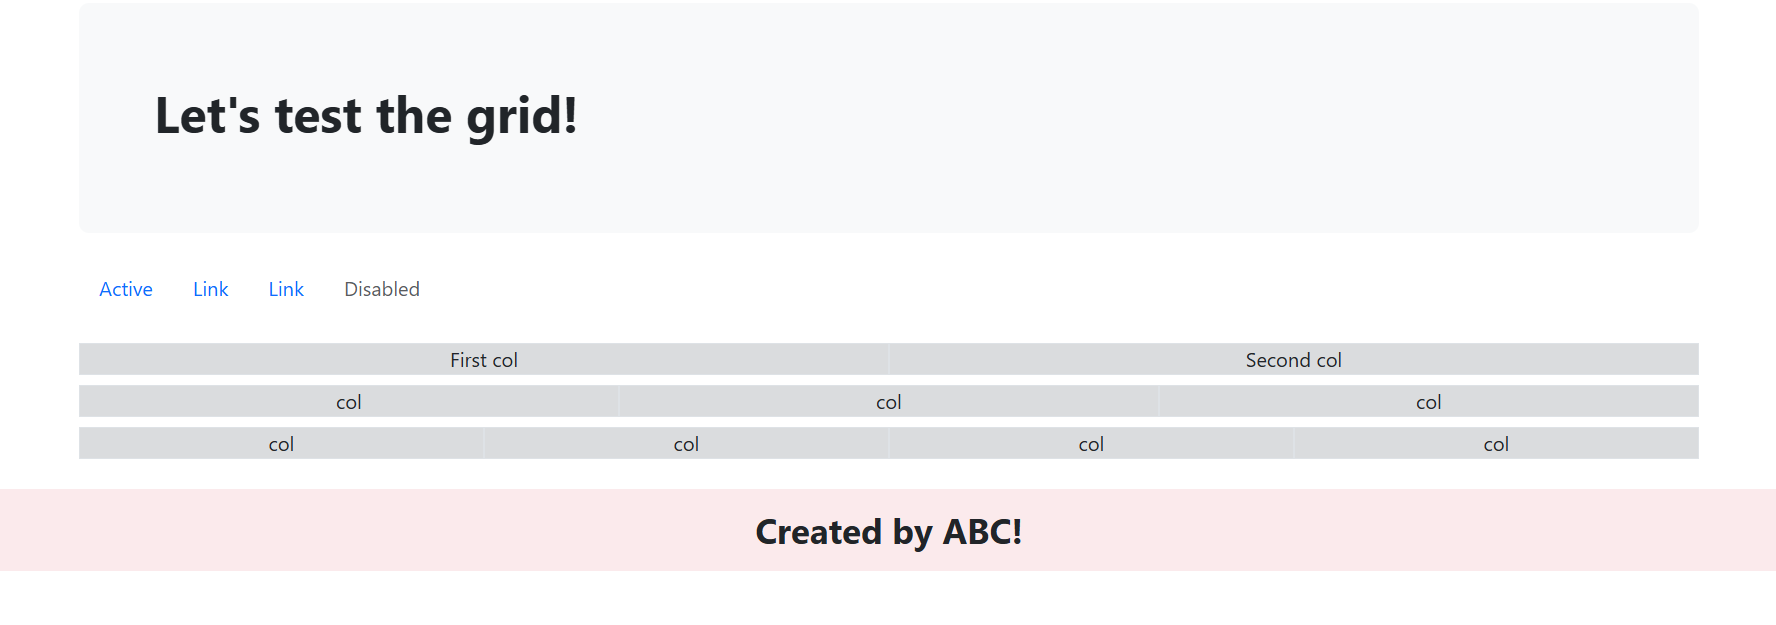 Let's test the grid!
Active Link Link Disabled
First col Second col
col col col
col col col col
Created by ABC!